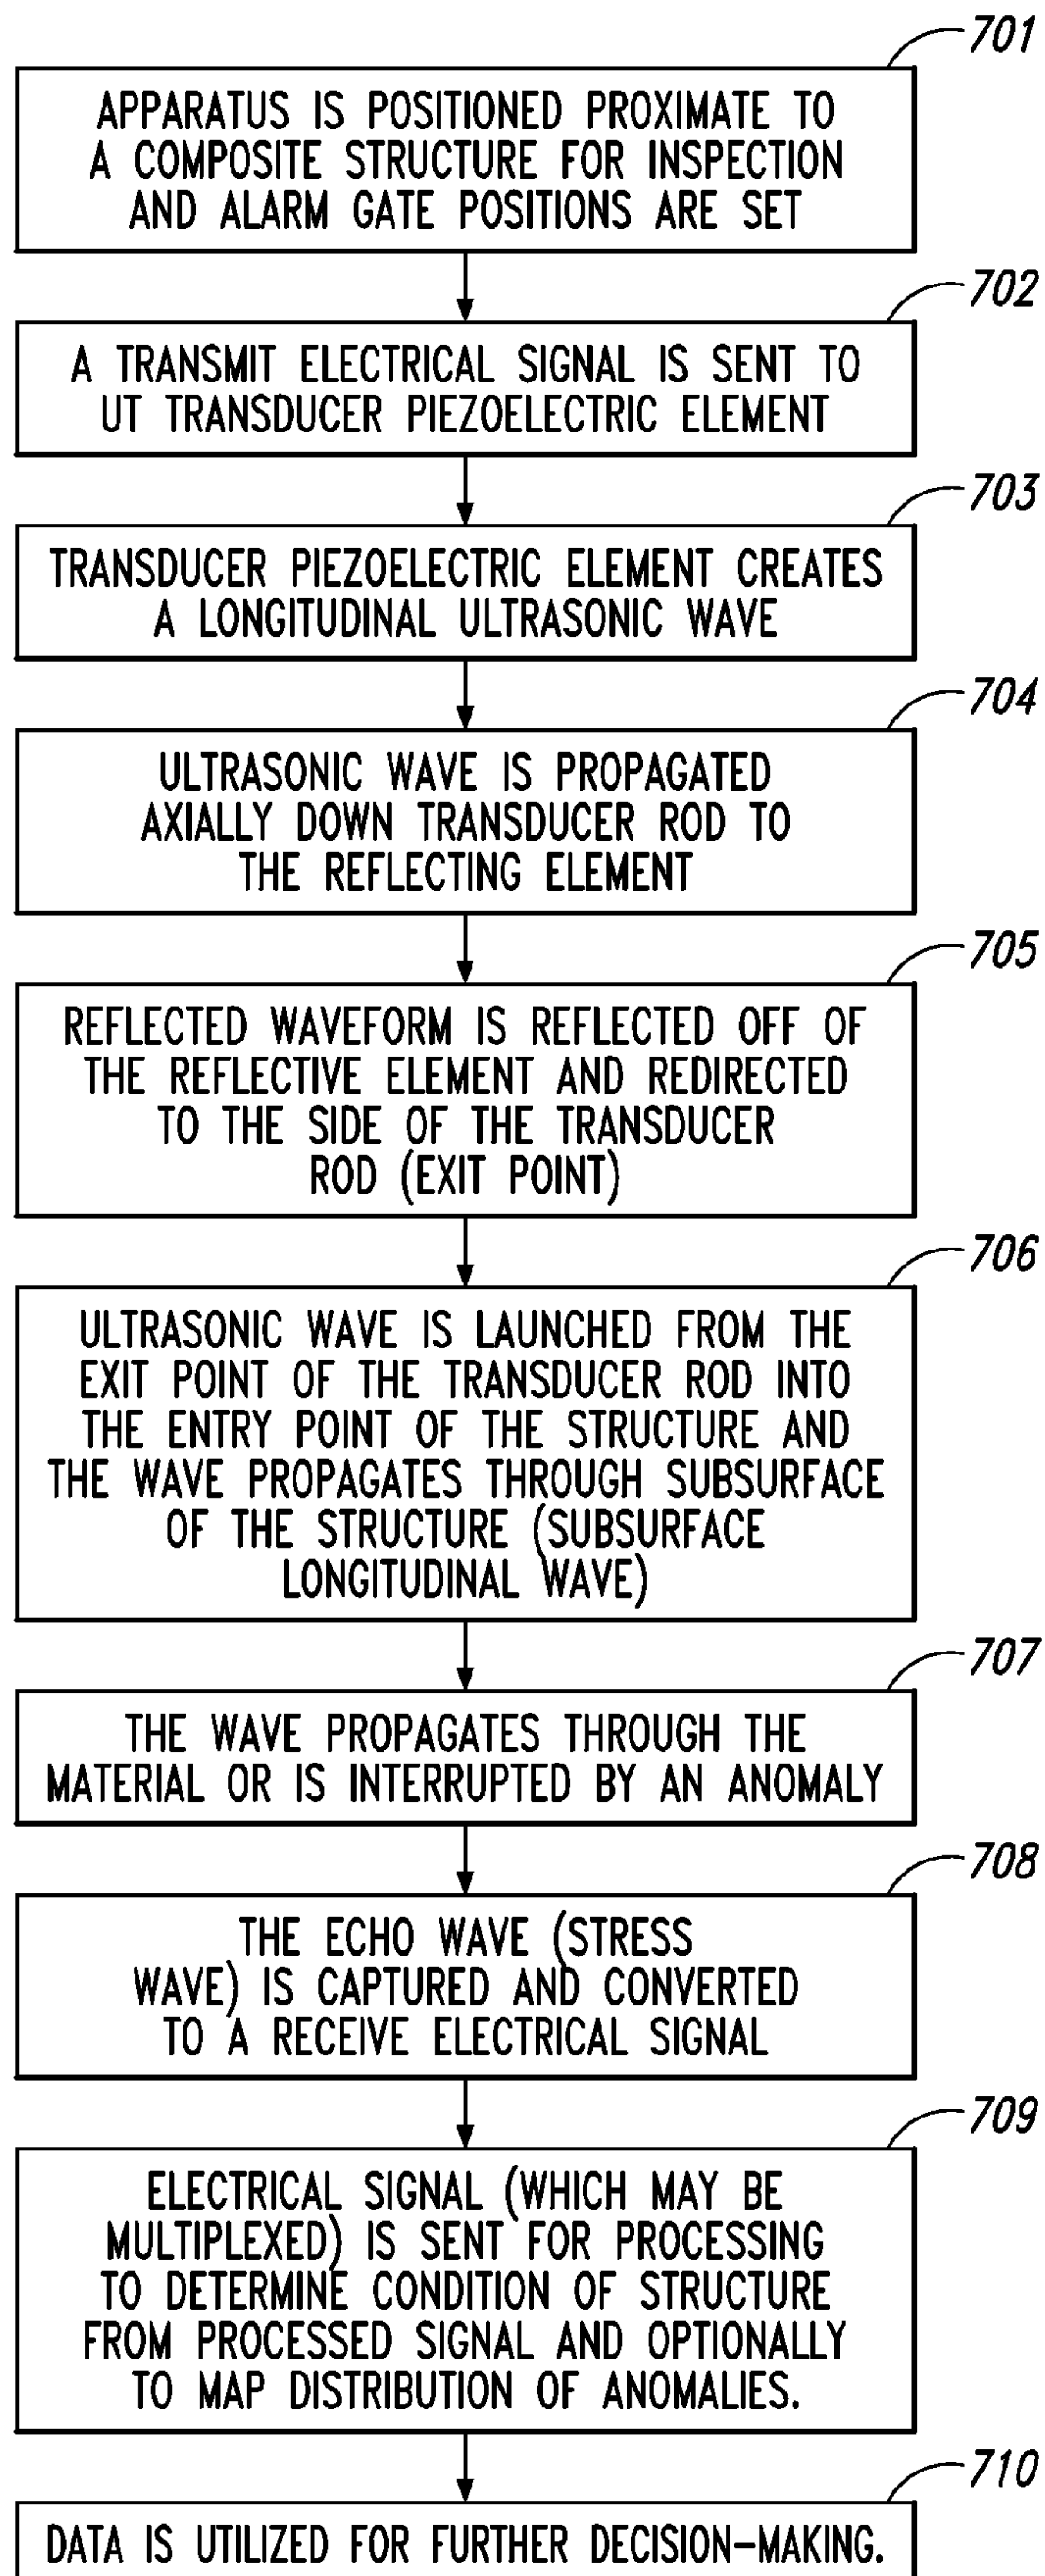 701
APPARATUS IS POSITIONED PROXIMATE TO
A COMPOSITE STRUCTURE FOR INSPECTION
AND ALARM GATE POSITIONS ARE SET
702
A TRANSMIT ELECTRICAL SIGNAL IS SENT TO
UT TRANSDUCER PIEZOELECTRIC ELEMENT
703
TRANSDUCER PIEZOELECTRIC ELEMENT CREATES
A LONGITUDINAL ULTRASONIC WAVE
704
ULTRASONIC WAVE IS PROPAGATED
AXIALLY DOWN TRANSDUCER ROD TO
THE REFLECTING ELEMENT
705
REFLECTED WAVEFORM IS REFLECTED OFF OF
THE REFLECTIVE ELEMENT AND REDIRECTED
TO THE SIDE OF THE TRANSDUCER
ROD (EXIT POINT)
706
ULTRASONIC WAVE IS LAUNCHED FROM THE
EXIT POINT OF THE TRANSDUCER ROD INTO
THE ENTRY POINT OF THE STRUCTURE AND
THE WAVE PROPAGATES THROUGH SUBSURFACE
OF THE STRUCTURE (SUBSURFACE
LONGITUDINAL WAVE)
707
THE WAVE PROPAGATES THROUGH THE
MATERIAL OR IS INTERRUPTED BY AN ANOMALY
708
THE ECHO WAVE (STRESS
WAVE) IS CAPTURED AND CONVERTED
TO A RECEIVE ELECTRICAL SIGNAL
709
ELECTRICAL SIGNAL (WHICH MAY BE
MULTIPLEXED) IS SENT FOR PROCESSING
TO DETERMINE CONDITION OF STRUCTURE
FROM PROCESSED SIGNAL AND OPTIONALLY
TO MAP DISTRIBUTION OF ANOMALIES.
710
DATA IS UTILIZED FOR FURTHER DECISION-MAKING.